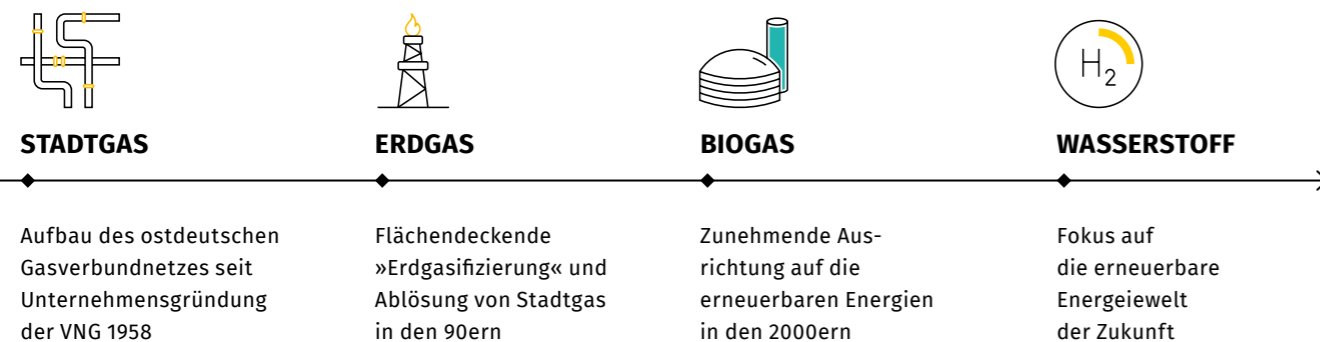 H2
STADTGAS
Aufbau des ostdeutschen
Gasverbundnetzes seit
Unternehmensgründung
der VNG 1958
ERDGAS
Flächendeckende
»Erdgasifizierung« und
Ablösung von Stadtgas
in den 90ern
BIOGAS
Zunehmende Aus-
richtung auf die
erneuerbaren Energien
in den 2000ern
WASSERSTOFF
Fokus auf
die erneuerbare
Energeiewelt
der Zukunft